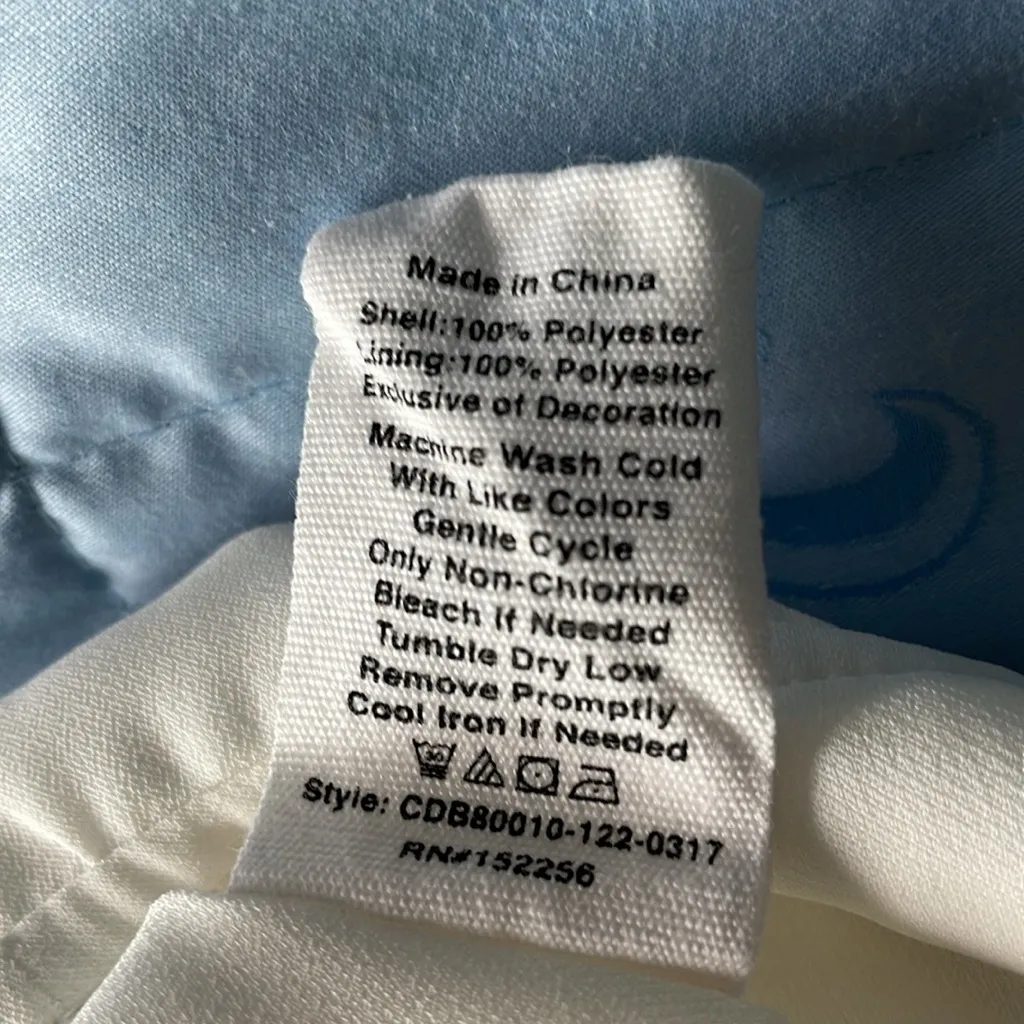 Made in China
Shell:100% Polyester
Lining:100% Polyester
Exclusive of Decoration
Machine Wash Cold
With Like Colors
Gentle Cycle
Only Non-Chlorine
Bleach If Needed
Tumble Dry Low
Remove Promptly
Cool Iron If Needed
30
Style: CDB80010-122-0317
RN#152256